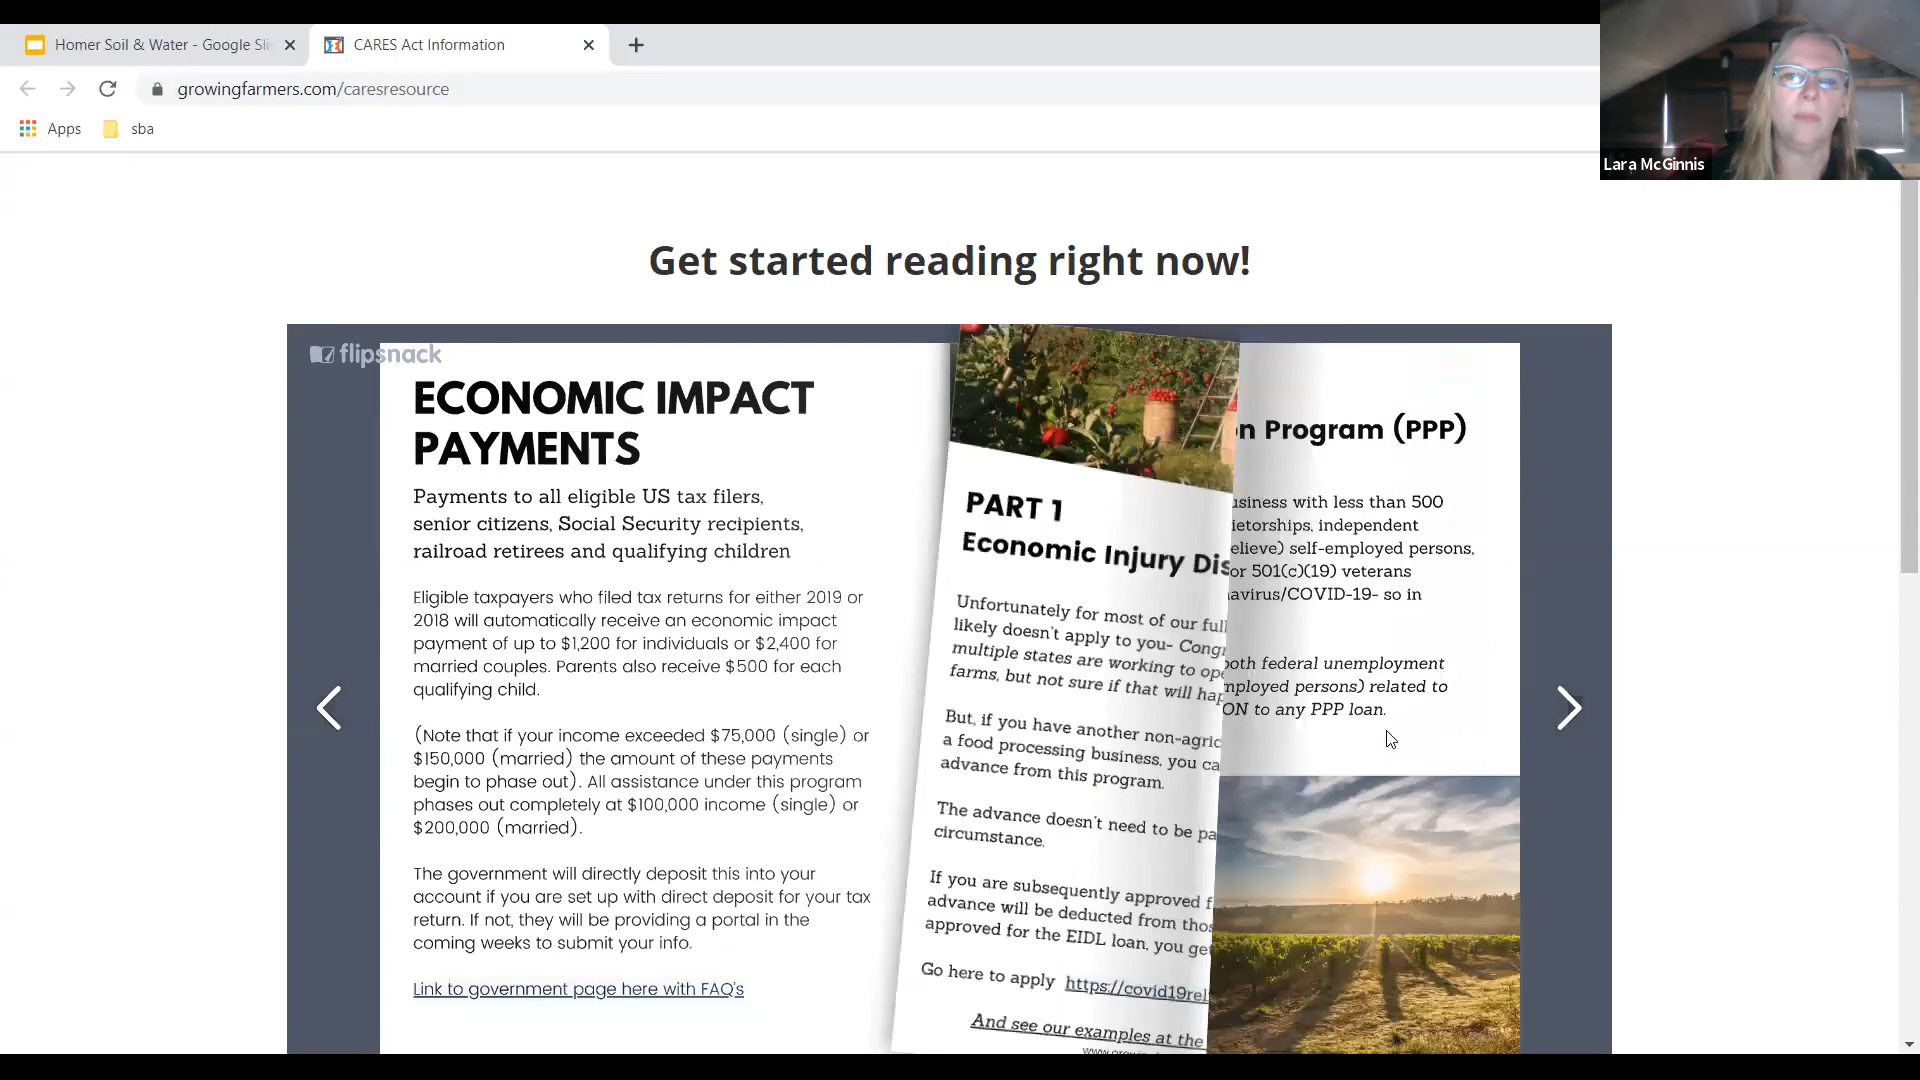 Homer Soil & Water - Google Sli
CARES Act Information
growingfarmers.com/caresresource
Apps
sba
Lara McGinnis
Get started reading right now!
flipsnack
ECONOMIC IMPACT
PAYMENTS
Payments to all eligible US tax filers,
senior citizens, Social Security recipients,
railroad retirees and qualifying children
Eligible taxpayers who filed tax returns for either 2019 or
2018 will automatically receive an economic impact
payment of up to $1,200 for individuals or $2,400 for
married couples. Parents also receive $500 for each
qualifying child.
(Note that if your income exceeded $75,000 (single) or
$150,000 (married) the amount of these payments
begin to phase out). All assistance under this program
phases out completely at $100,000 income (single) or
$200,000 (married).
The government will directly deposit this into your
account if you are set up with direct deposit for your tax
return. If not, they will be providing a portal in the
coming weeks to submit your info.
Link to government page here with FAQ's
PART 1
Economic Injury Dis
Unfortunately for most of our full
likely doesn't apply to you- Congr
multiple states are working to ope
farms, but not sure if that will hap
But, if you have another non-agric
a food processing business, you ca
advance from this program.
The advance doesn't need to be pa
circumstance.
If you are subsequently approved f
advance will be deducted from thos
approved for the EIDL loan, you ge
Go here to apply https://covid19rel
And see our examples at the
n Program (PPP)
usiness with less than 500
ietorships, independent
elieve) self-employed persons,
or 501(c)(19) veterans
navirus/COVID-19- so in
both federal unemployment
mployed persons) related to
ON to any PPP loan.